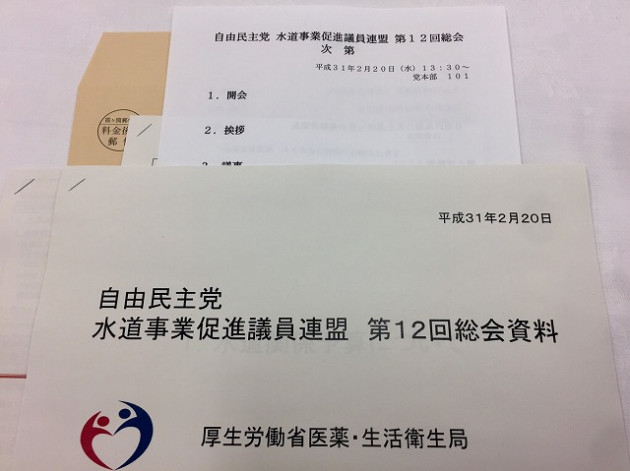 自由民主党 水道事業促進議員連盟 第12回総会
次 第
平成31年2月20日(水)13:30~
党本部 101
1.開会
2.挨拶
3.議事
料金後
平成31年2月20日
自由民主党
水道事業促進議員連盟 第12回総会資料
厚生労働省医薬・生活衛生局